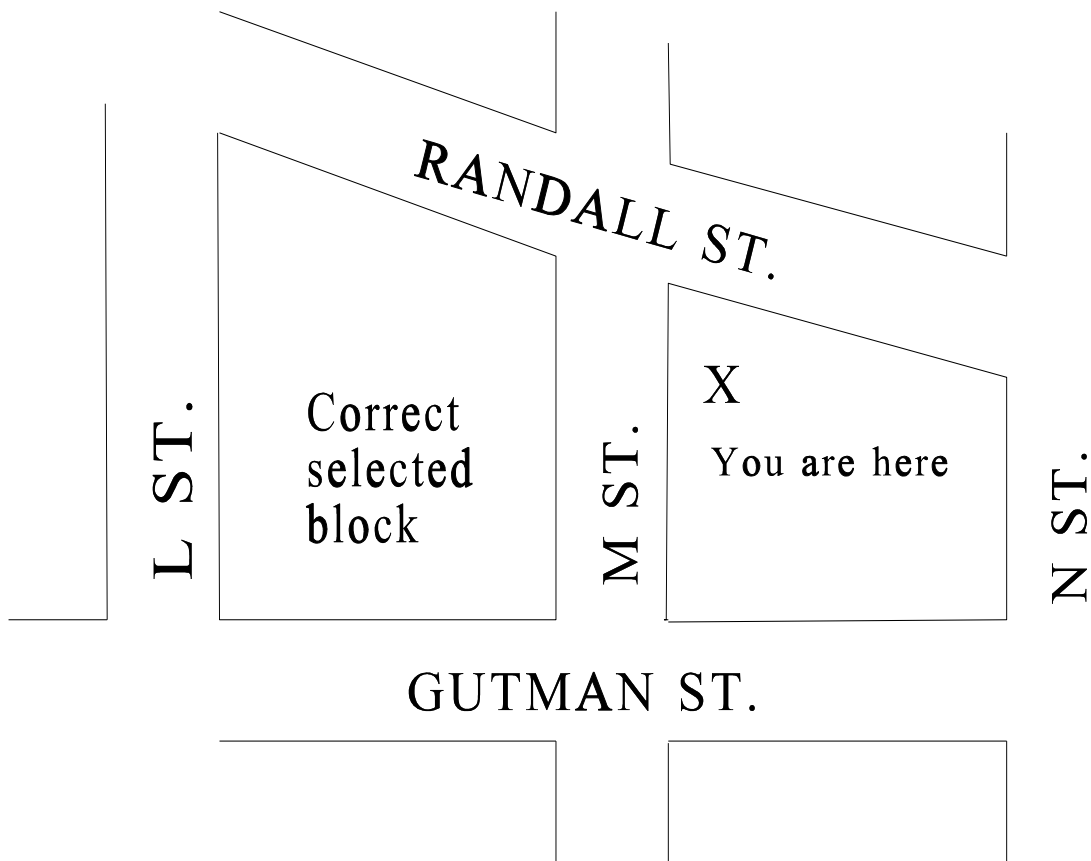 RANDALL ST.
X
You are here
Correct
selected
block
L ST.
M ST.
N ST.
GUTMAN ST.